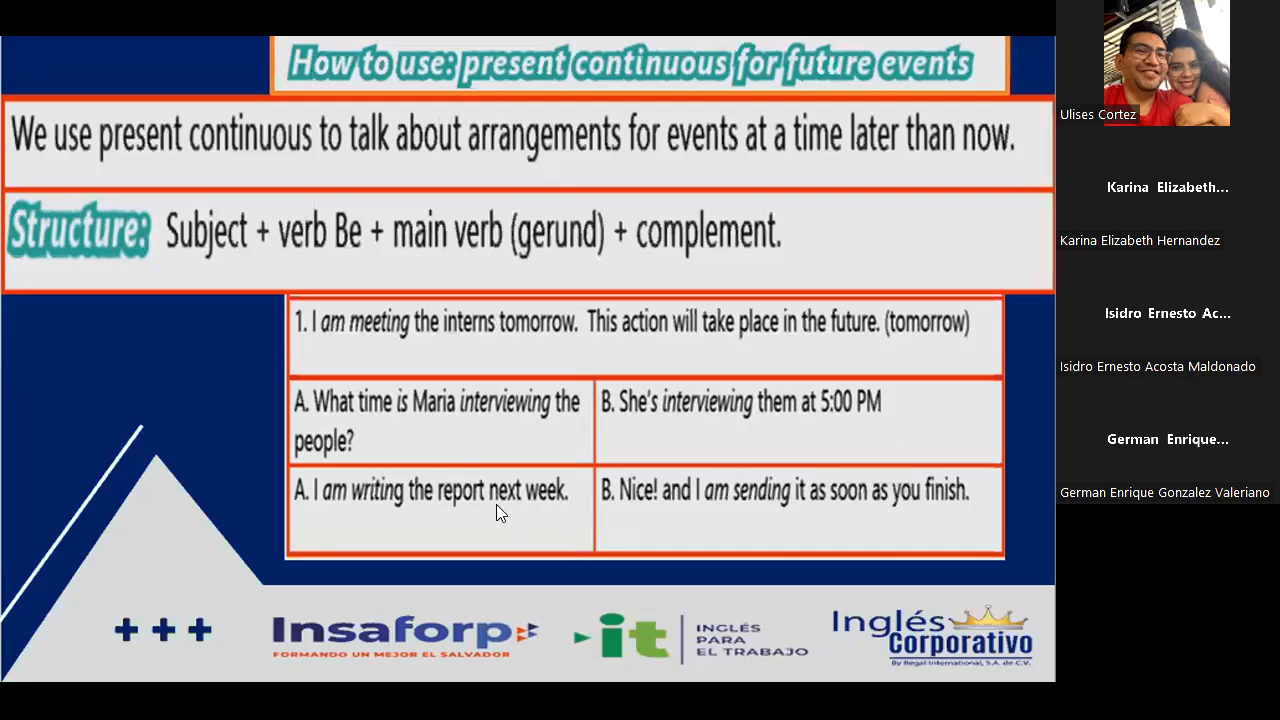 How to use: present continuous for future events
We use present continuous to talk about arrangements for events at a time later than now.
Structure: Subject + verb Be + main verb (gerund) + complement.
1. I am meeting the interns tomorrow. This action will take place in the future. (tomorrow)
A. What time is Maria interviewing the
people?
B. She's interviewing them at 5:00 PM
A. I am writing the report next week.
B. Nice! and I am sending it as soon as you finish.
+ + +
Insaforp
FORMANDO UN MEJOR EL SALVADOR
it
INGLÉS
PARA
EL TRABAJO
Inglés
Corporativo
By Regal International, S.A. de C.V.
Ulises Cortez
Karina Elizabeth...
Karina Elizabeth Hernandez
Isidro Ernesto Ac...
Isidro Ernesto Acosta Maldonado
German Enrique...
German Enrique Gonzalez Valeriano